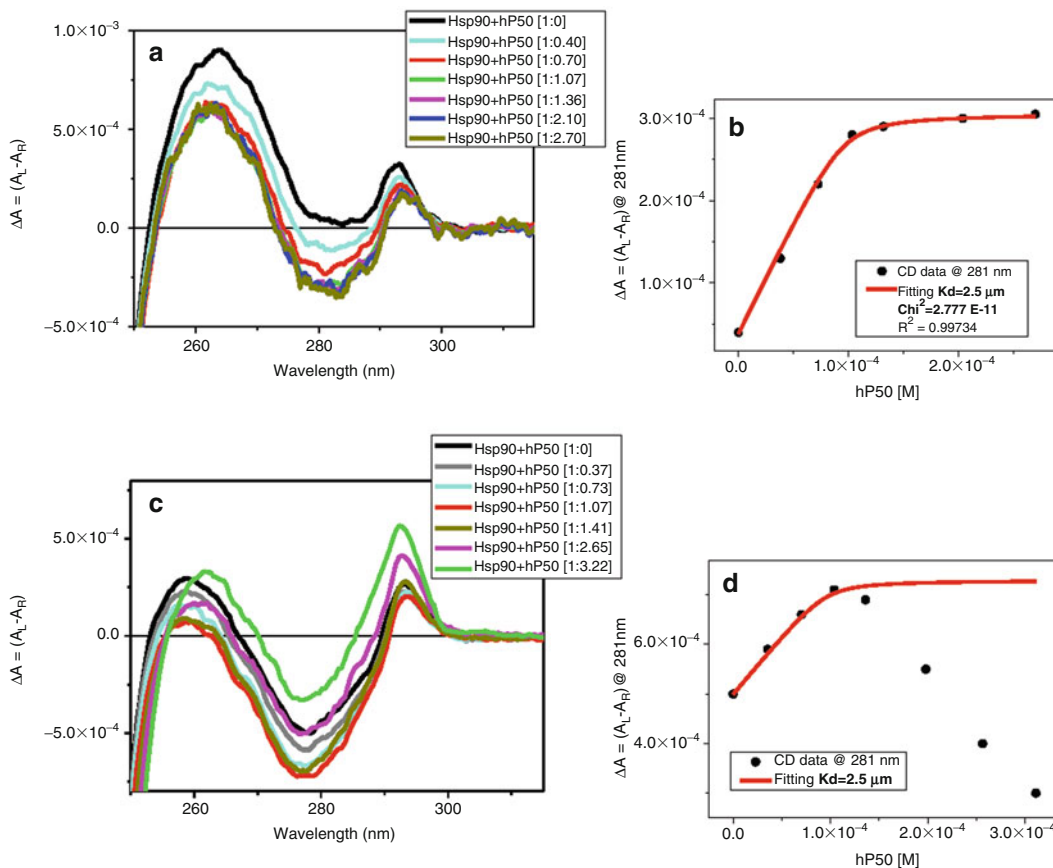 a
1.0×10⁻³
5.0×10⁻⁴
0.0
−5.0×10⁻⁴
ΔA = (A_L-A_R)
260
280
300
Wavelength (nm)
Hsp90+hP50 [1:0]
Hsp90+hP50 [1:0.40]
Hsp90+hP50 [1:0.70]
Hsp90+hP50 [1:1.07]
Hsp90+hP50 [1:1.36]
Hsp90+hP50 [1:2.10]
Hsp90+hP50 [1:2.70]
b
3.0×10⁻⁴
2.0×10⁻⁴
1.0×10⁻⁴
ΔA = (A_L-A_R)@ 281nm
CD data @ 281 nm
Fitting Kd=2.5 μm
Chi²=2.777 E-11
R² = 0.99734
0.0
1.0×10⁻⁴
2.0×10⁻⁴
hP50 [M]
c
5.0×10⁻⁴
0.0
−5.0×10⁻⁴
ΔA = (A_L-A_R)
260
280
300
Wavelength (nm)
Hsp90+hP50 [1:0]
Hsp90+hP50 [1:0.37]
Hsp90+hP50 [1:0.73]
Hsp90+hP50 [1:1.07]
Hsp90+hP50 [1:1.41]
Hsp90+hP50 [1:2.65]
Hsp90+hP50 [1:3.22]
d
6.0×10⁻⁴
4.0×10⁻⁴
ΔA = (A_L-A_R)@ 281nm
CD data @ 281 nm
Fitting Kd=2.5 μm
0.0
1.0×10⁻⁴
2.0×10⁻⁴
3.0×10⁻⁴
hP50 [M]